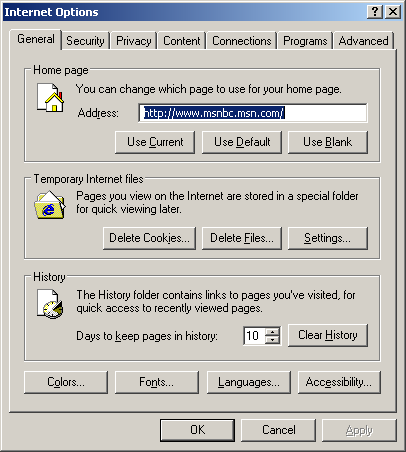 Internet Options
General Security Privacy Content Connections Programs Advanced
Home page
You can change which page to use for your home page.
Address: http://www.msnbc.msn.com/
Use Current Use Default Use Blank
Temporary Internet files
Pages you view on the Internet are stored in a special folder
for quick viewing later.
Delete Cookies... Delete Files... Settings...
History
The History folder contains links to pages you've visited, for
quick access to recently viewed pages.
Days to keep pages in history: 10 Clear History
Colors... Fonts... Languages... Accessibility...
OK Cancel Apply